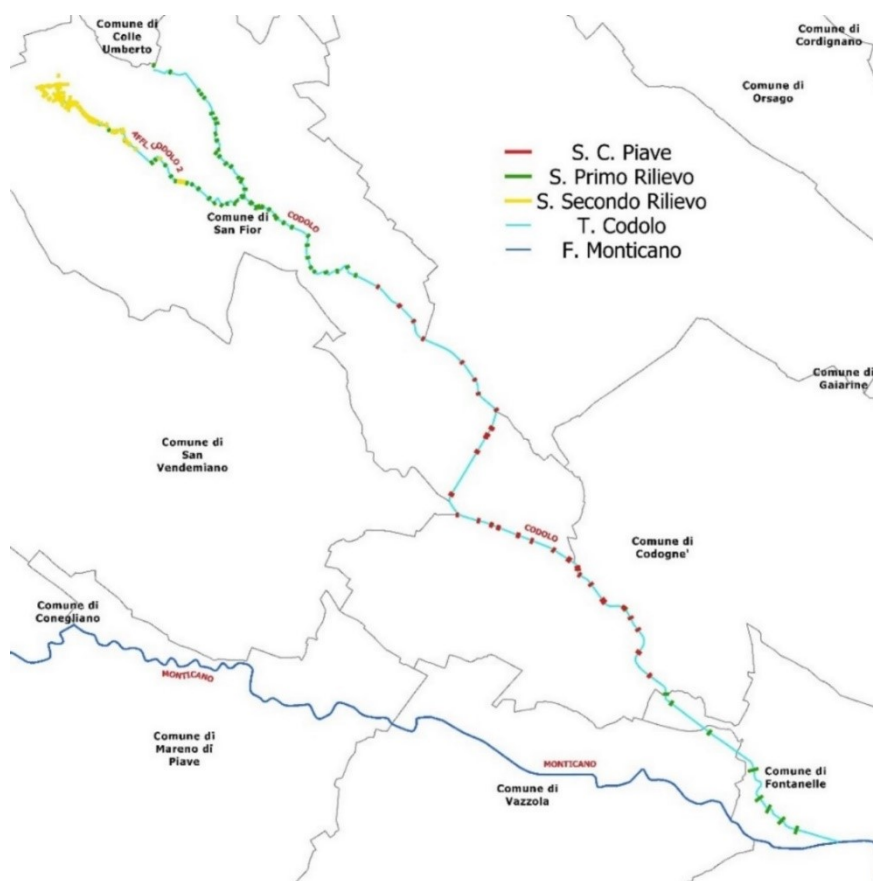 Comune di
Colle
Umberto
Comune di
Cordignano
Comune di
Orsago
AFFL. CODOLO 2
S. C. Piave
S. Primo Rilievo
S. Secondo Rilievo
T. Codolo
F. Monticano
Comune di
San Fior
CODOLO
Comune di
Gaiarine
Comune di
San
Vendemiano
CODOLO
Comune di
Codogne'
Comune di
Conegliano
MONTICANO
Comune di
Mareno di
Piave
MONTICANO
Comune di
Vazzola
Comune di
Fontanelle